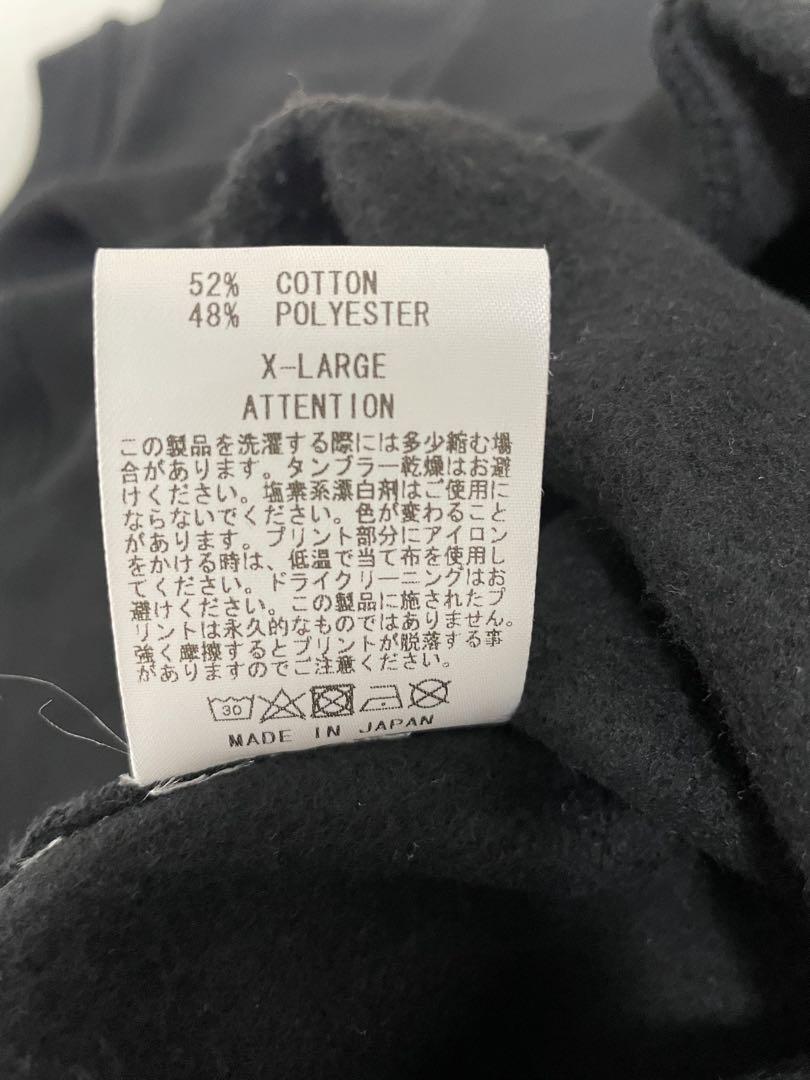 52% COTTON
48% POLYESTER
X-LARGE
ATTENTION
この製品を洗濯する際には多少縮む場
合があります。タンブラー乾燥はお避
けください。塩素系漂白剤はご使用に
ならないでください。色が変わること
があります。プリント部分にアイロン
をかける時は、低温で当て布を使用し
てください。ドライクリーニングはお
避けください。この製品に施されたプ
リントは永久的なものではありません。
強く摩擦するとプリントが脱落する事
がありますのでご注意ください。
30
MADE IN JAPAN